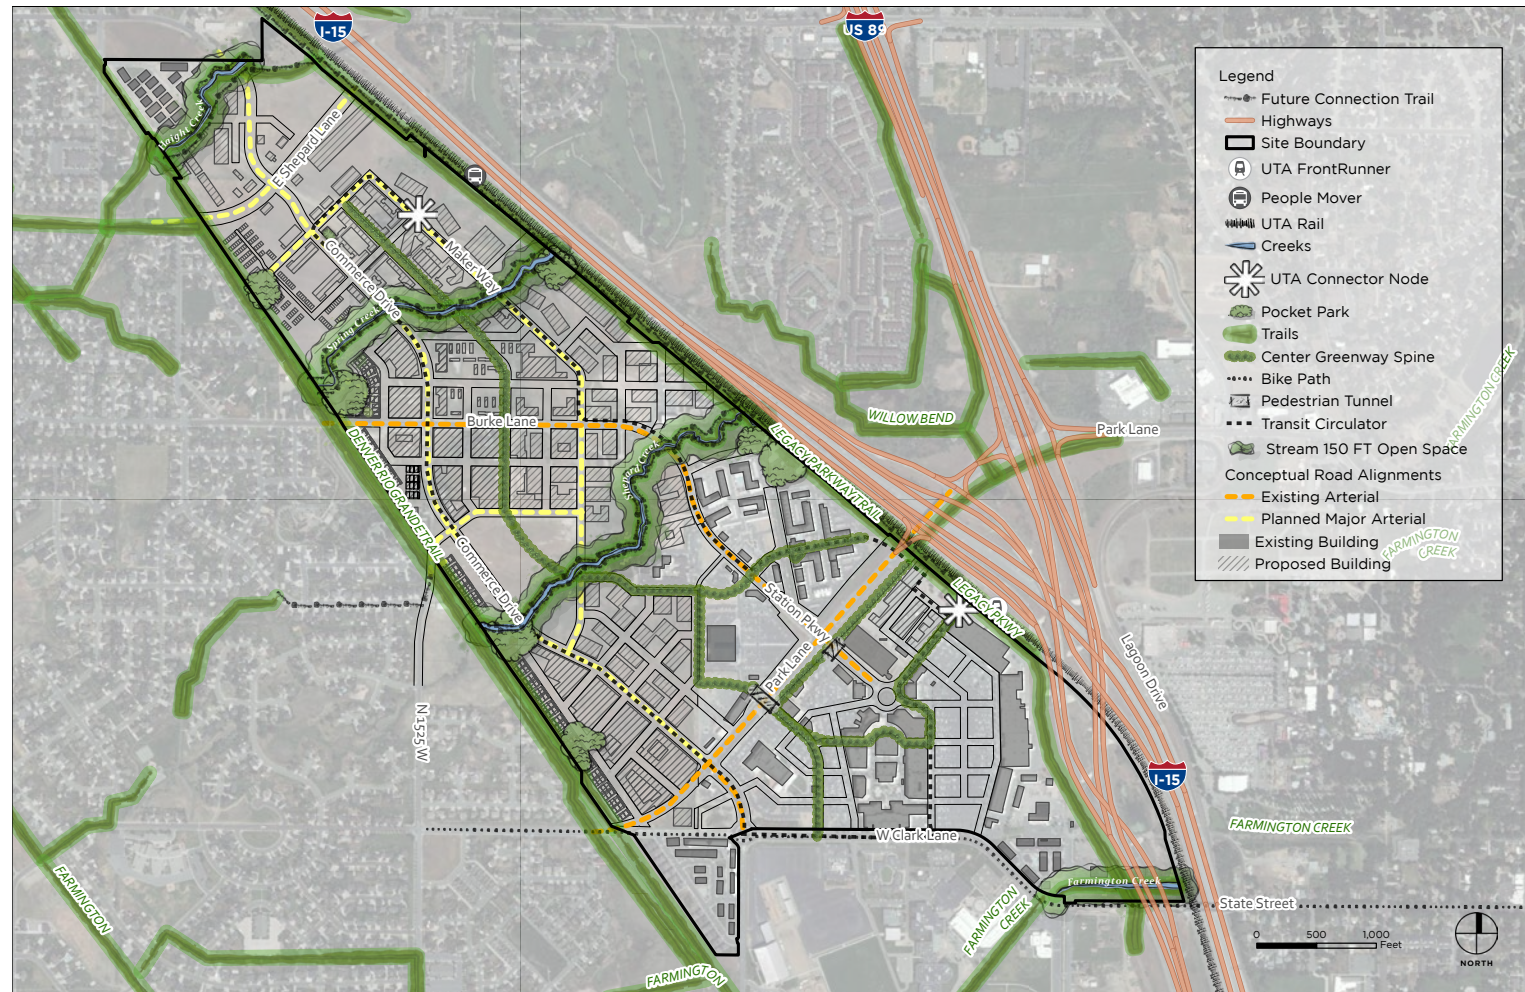 I-15
US 89
Legend
Future Connection Trail
Highways
Site Boundary
UTA FrontRunner
People Mover
UTA Rail
Creeks
UTA Connector Node
Pocket Park
Trails
Center Greenway Spine
Bike Path
Pedestrian Tunnel
Transit Circulator
Stream 150 FT Open Space
Conceptual Road Alignments
Existing Arterial
Planned Major Arterial
Existing Building
Proposed Building
Haight Creek
E Shepard Lane
Maker Way
Commerce Drive
Spring Creek
Burke Lane
Shepard Creek
WILLOW BEND
Park Lane
FARMINGTON CREEK
FARMINGTON
CREEK
DENVER RIO GRANDE TRAIL
LEGACY PARKWAY TRAIL
Commerce Drive
Station Pkwy
LEGACY PKWY
Park Lane
Lagoon Drive
N 1525 W
I-15
W Clark Lane
FARMINGTON CREEK
Farmington Creek
State Street
FARMINGTON
FARMINGTON
CREEK
FARMINGTON
0 500 1,000
Feet
NORTH